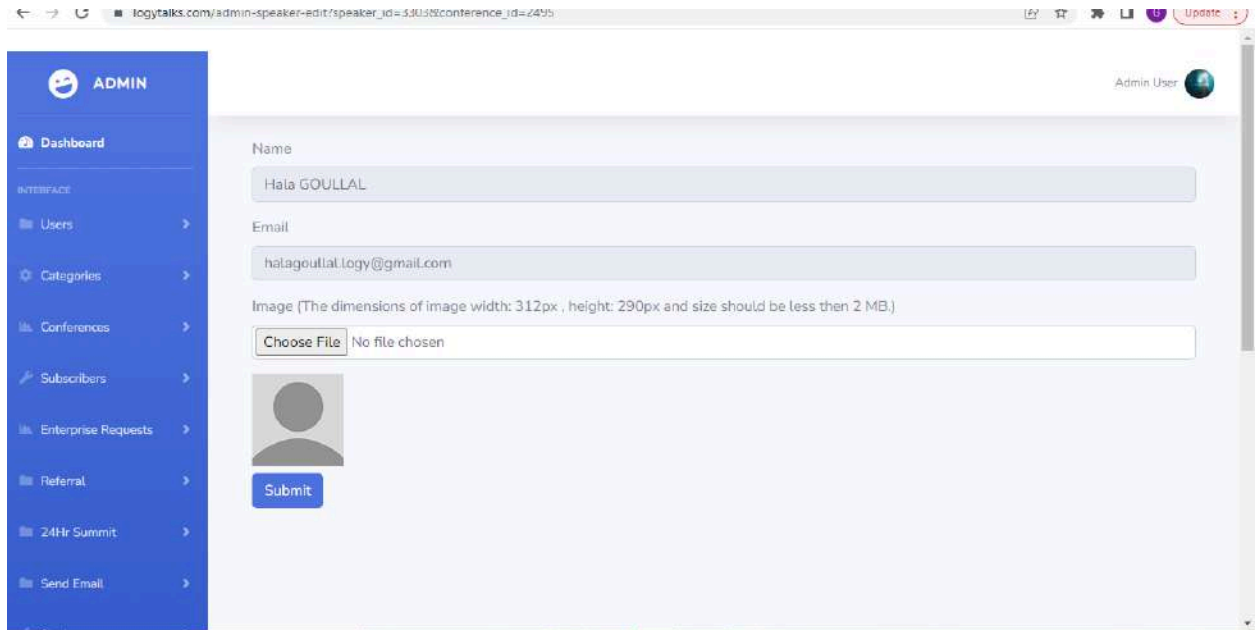 logytalks.com/admin-speaker-edit?speaker_id=3303&conference_id=2495
Update
ADMIN
Admin User
Dashboard
INTERFACE
Users
Categories
Conferences
Subscribers
Enterprise Requests
Referral
24Hr Summit
Send Email
Name
Hala GOULLAL
Email
halagoullal.logy@gmail.com
Image (The dimensions of image width: 312px , height: 290px and size should be less then 2 MB.)
Choose File No file chosen
Submit